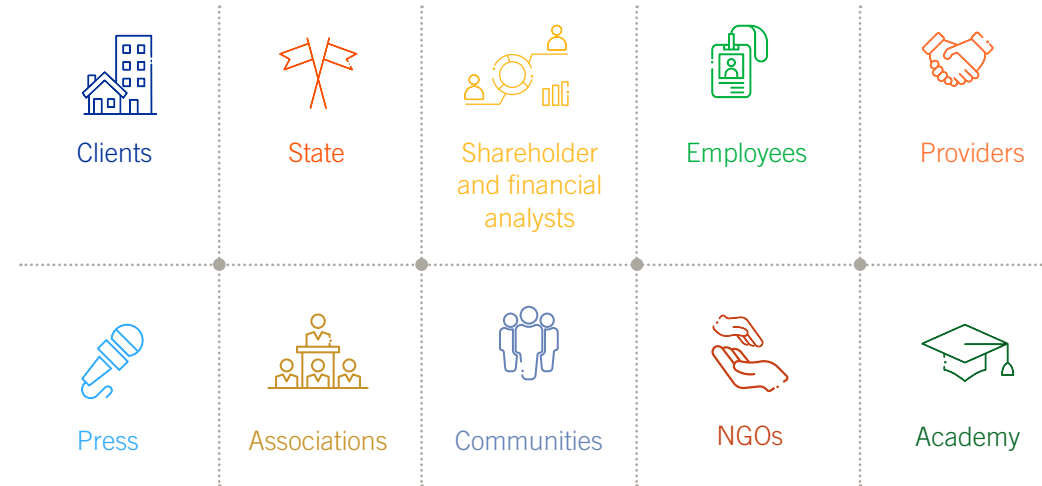 Clients
State
Shareholder
and financial
analysts
Employees
Providers
Press
Associations
Communities
NGOs
Academy